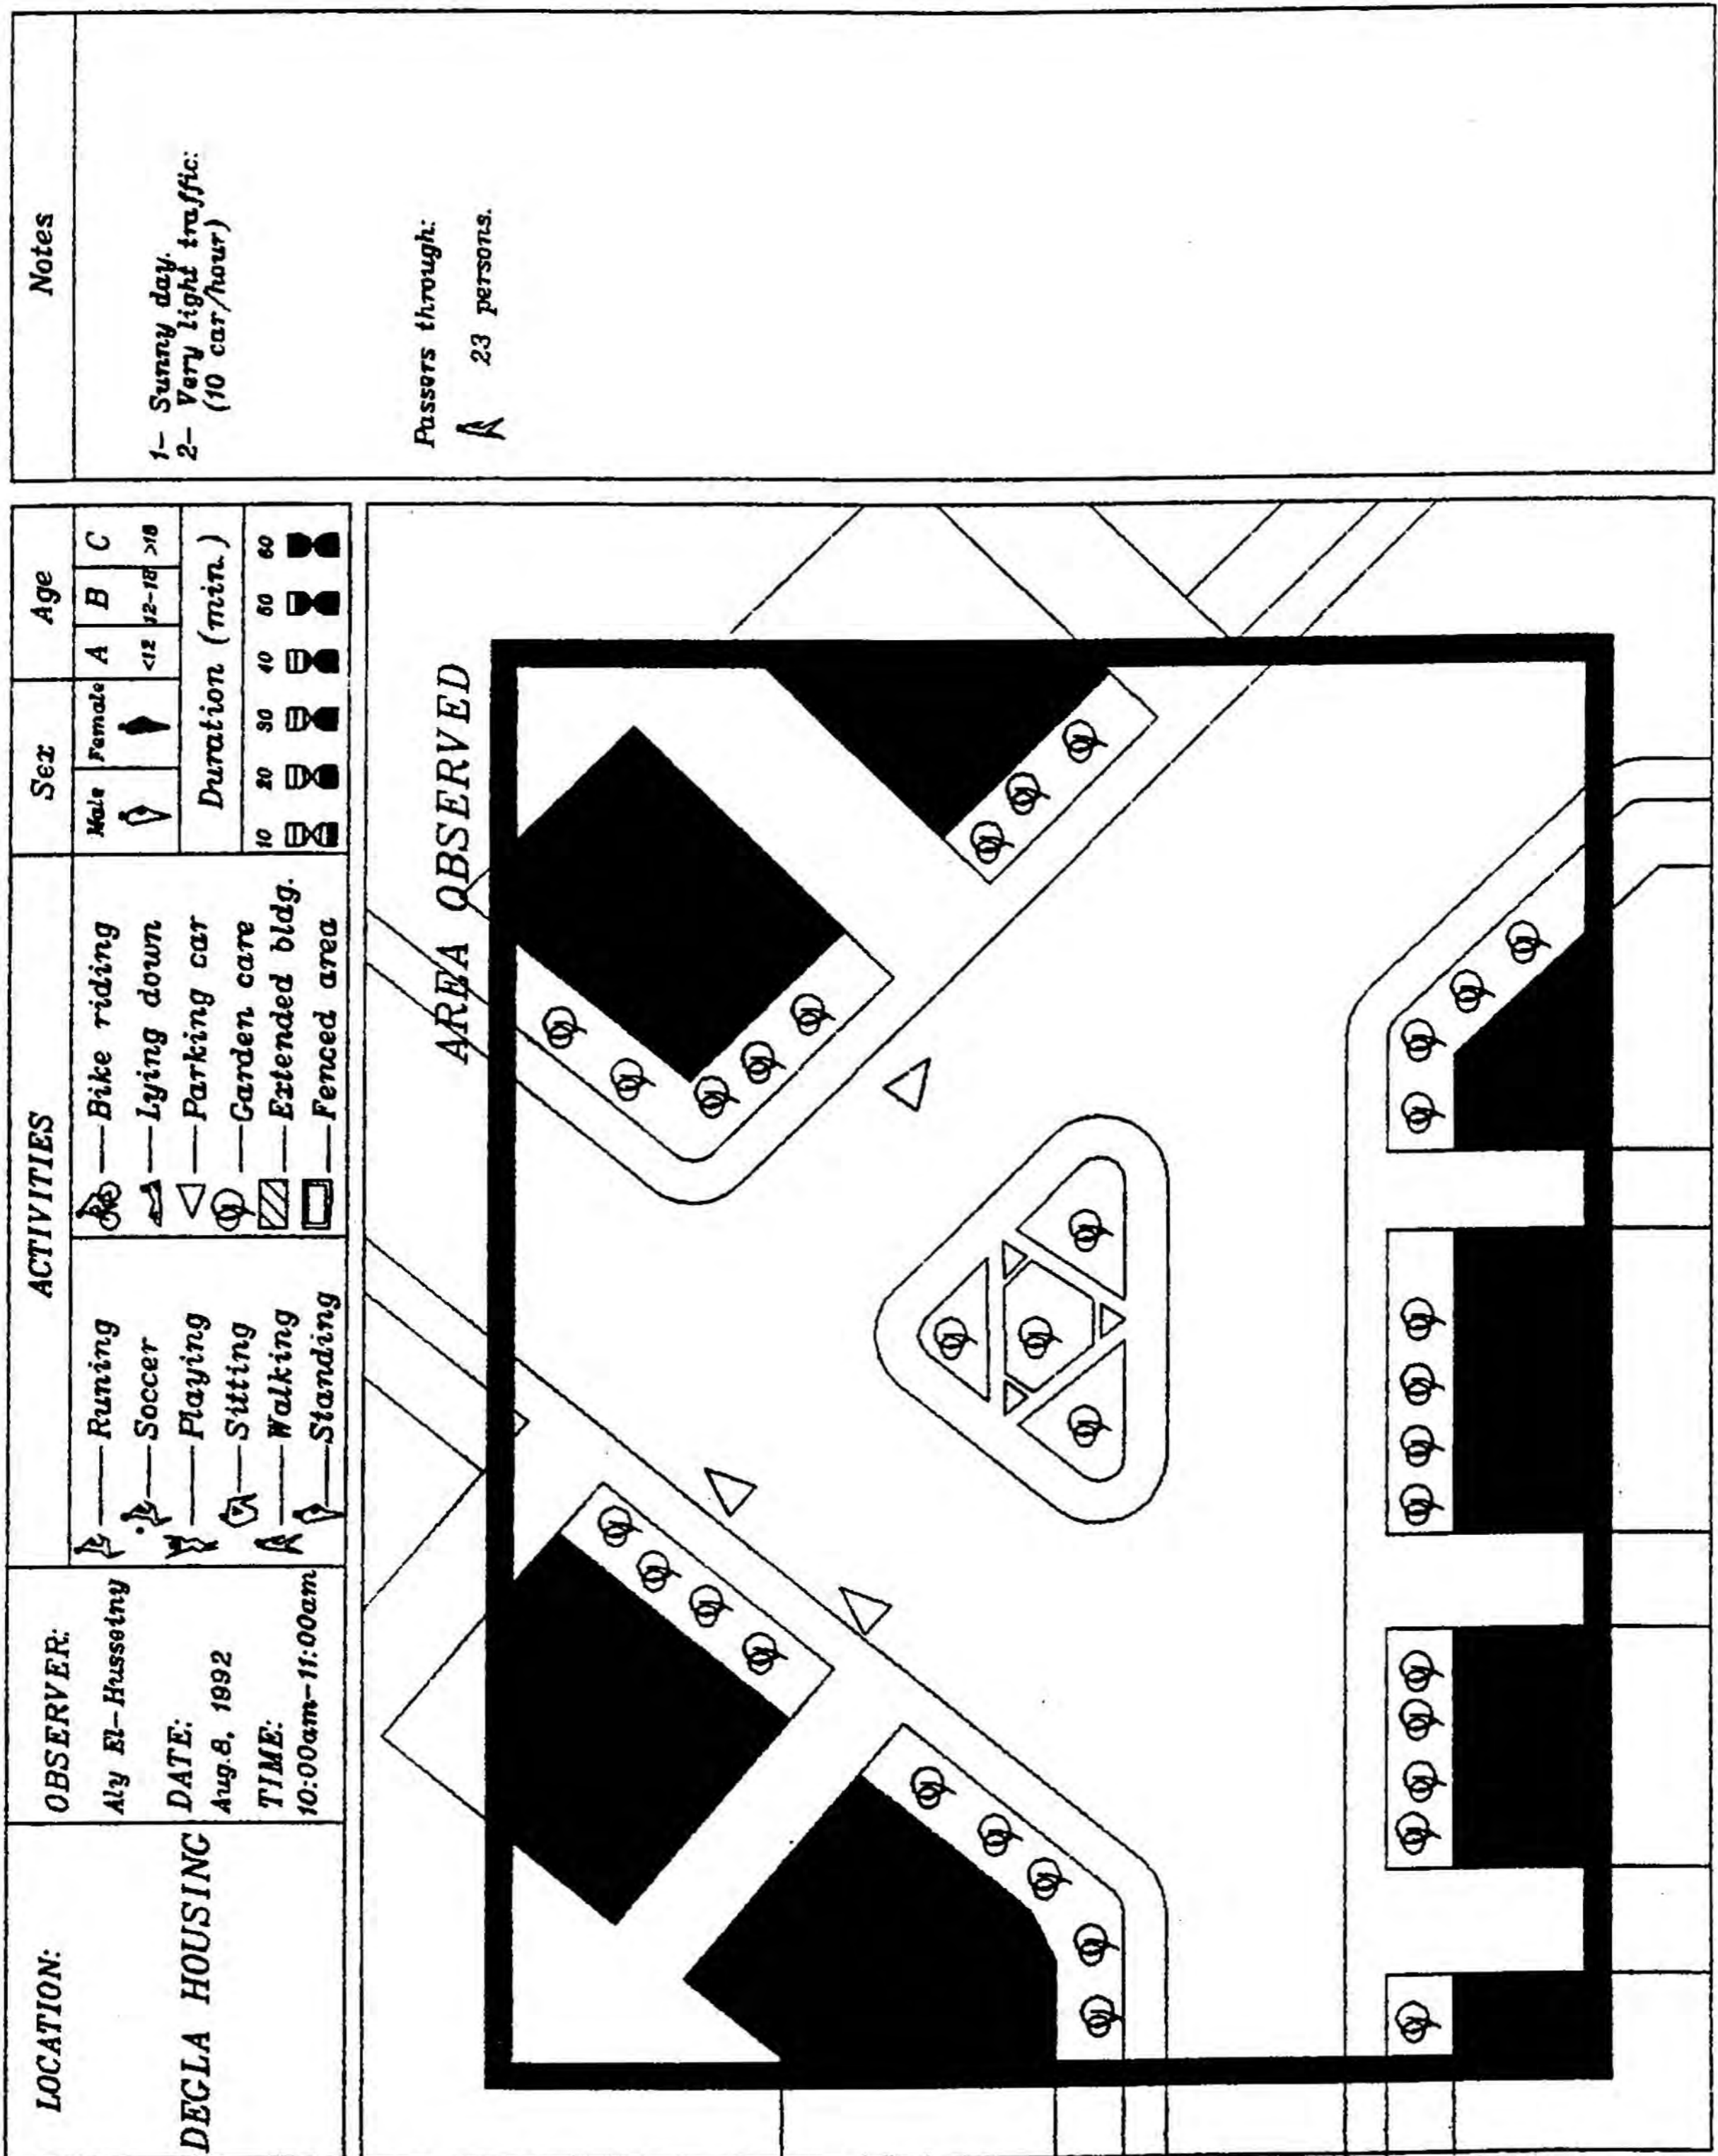 LOCATION:
DEGLA HOUSING
OBSERVER:
Aly El-Husseiny
DATE:
Aug.8, 1992
TIME:
10:00am-11:00am
ACTIVITIES
Runing
Soccer
Playing
Sitting
Walking
Standing
Bike riding
Lying down
Parking car
Garden care
Extended bldg.
Fenced area
Sex
Male Female
Age
A B C
<12 12-18 >18
Duration (min.)
10 20 30 40 50 60
Notes
1- Sunny day.
2- Very light traffic:
(10 car/hour)
Passers through:
23 persons.
AREA OBSERVED